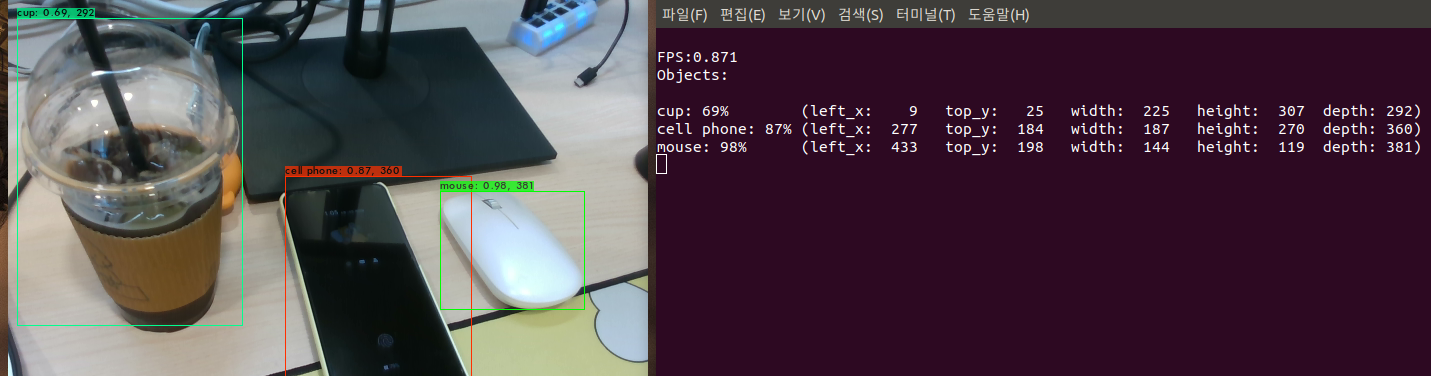 cup: 0.69, 292
cell phone: 0.87, 360
mouse: 0.98, 381
파일(F) 편집(E) 보기(V) 검색(S) 터미널(T) 도움말(H)
FPS:0.871
Objects:
cup: 69% (left_x: 9 top_y: 25 width: 225 height: 307 depth: 292)
cell phone: 87% (left_x: 277 top_y: 184 width: 187 height: 270 depth: 360)
mouse: 98% (left_x: 433 top_y: 198 width: 144 height: 119 depth: 381)